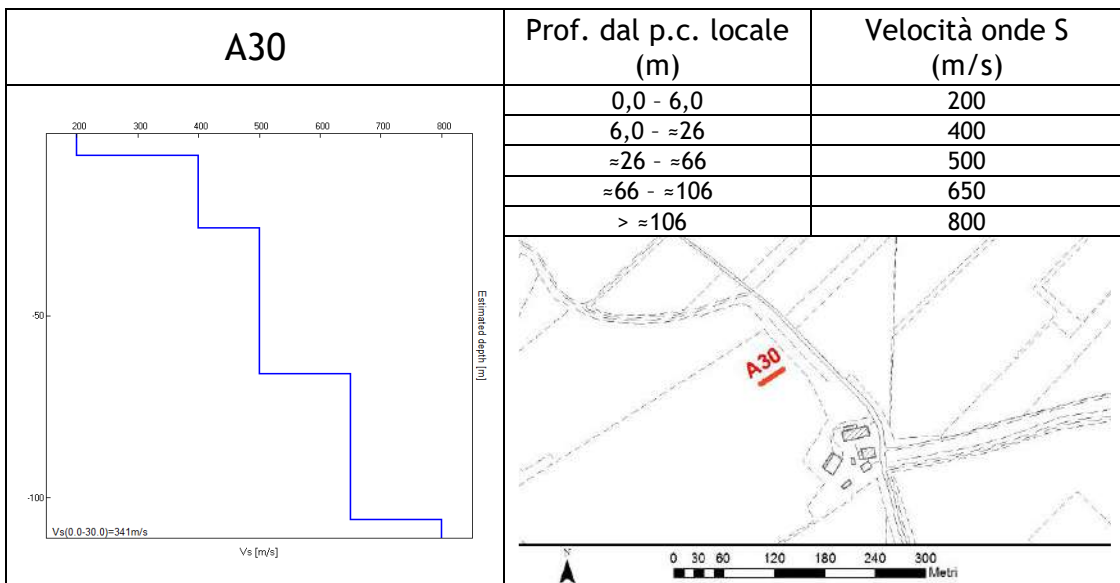 A30
Prof. dal p.c. locale
(m)
Velocità onde S
(m/s)
0,0 – 6,0 200
6,0 – ≈26 400
≈26 – ≈66 500
≈66 – ≈106 650
> ≈106 800
200 300 400 500 600 700 800
-50
-100
Estimated depth [m]
Vs(0.0-30.0)=341m/s
Vs [m/s]
A30
N
0 30 60 120 180 240 300
Metri